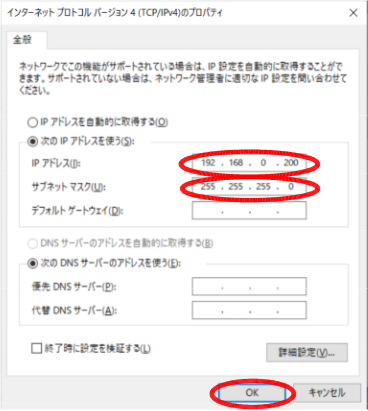 インターネット プロトコル バージョン 4 (TCP/IPv4)のプロパティ
全般
ネットワークでこの機能がサポートされている場合は、IP 設定を自動的に取得することがで
きます。サポートされていない場合は、ネットワーク管理者に適切な IP 設定を問い合わせて
ください。
IP アドレスを自動的に取得する(O)
次の IP アドレスを使う(S):
IP アドレス(I): 192 . 168 . 0 . 200
サブネット マスク(U): 255 . 255 . 255 . 0
デフォルト ゲートウェイ(D): . . .
DNS サーバーのアドレスを自動的に取得する(B)
次の DNS サーバーのアドレスを使う(E):
優先 DNS サーバー(P): . . .
代替 DNS サーバー(A): . . .
終了時に設定を検証する(L)
詳細設定(V)...
OK キャンセル